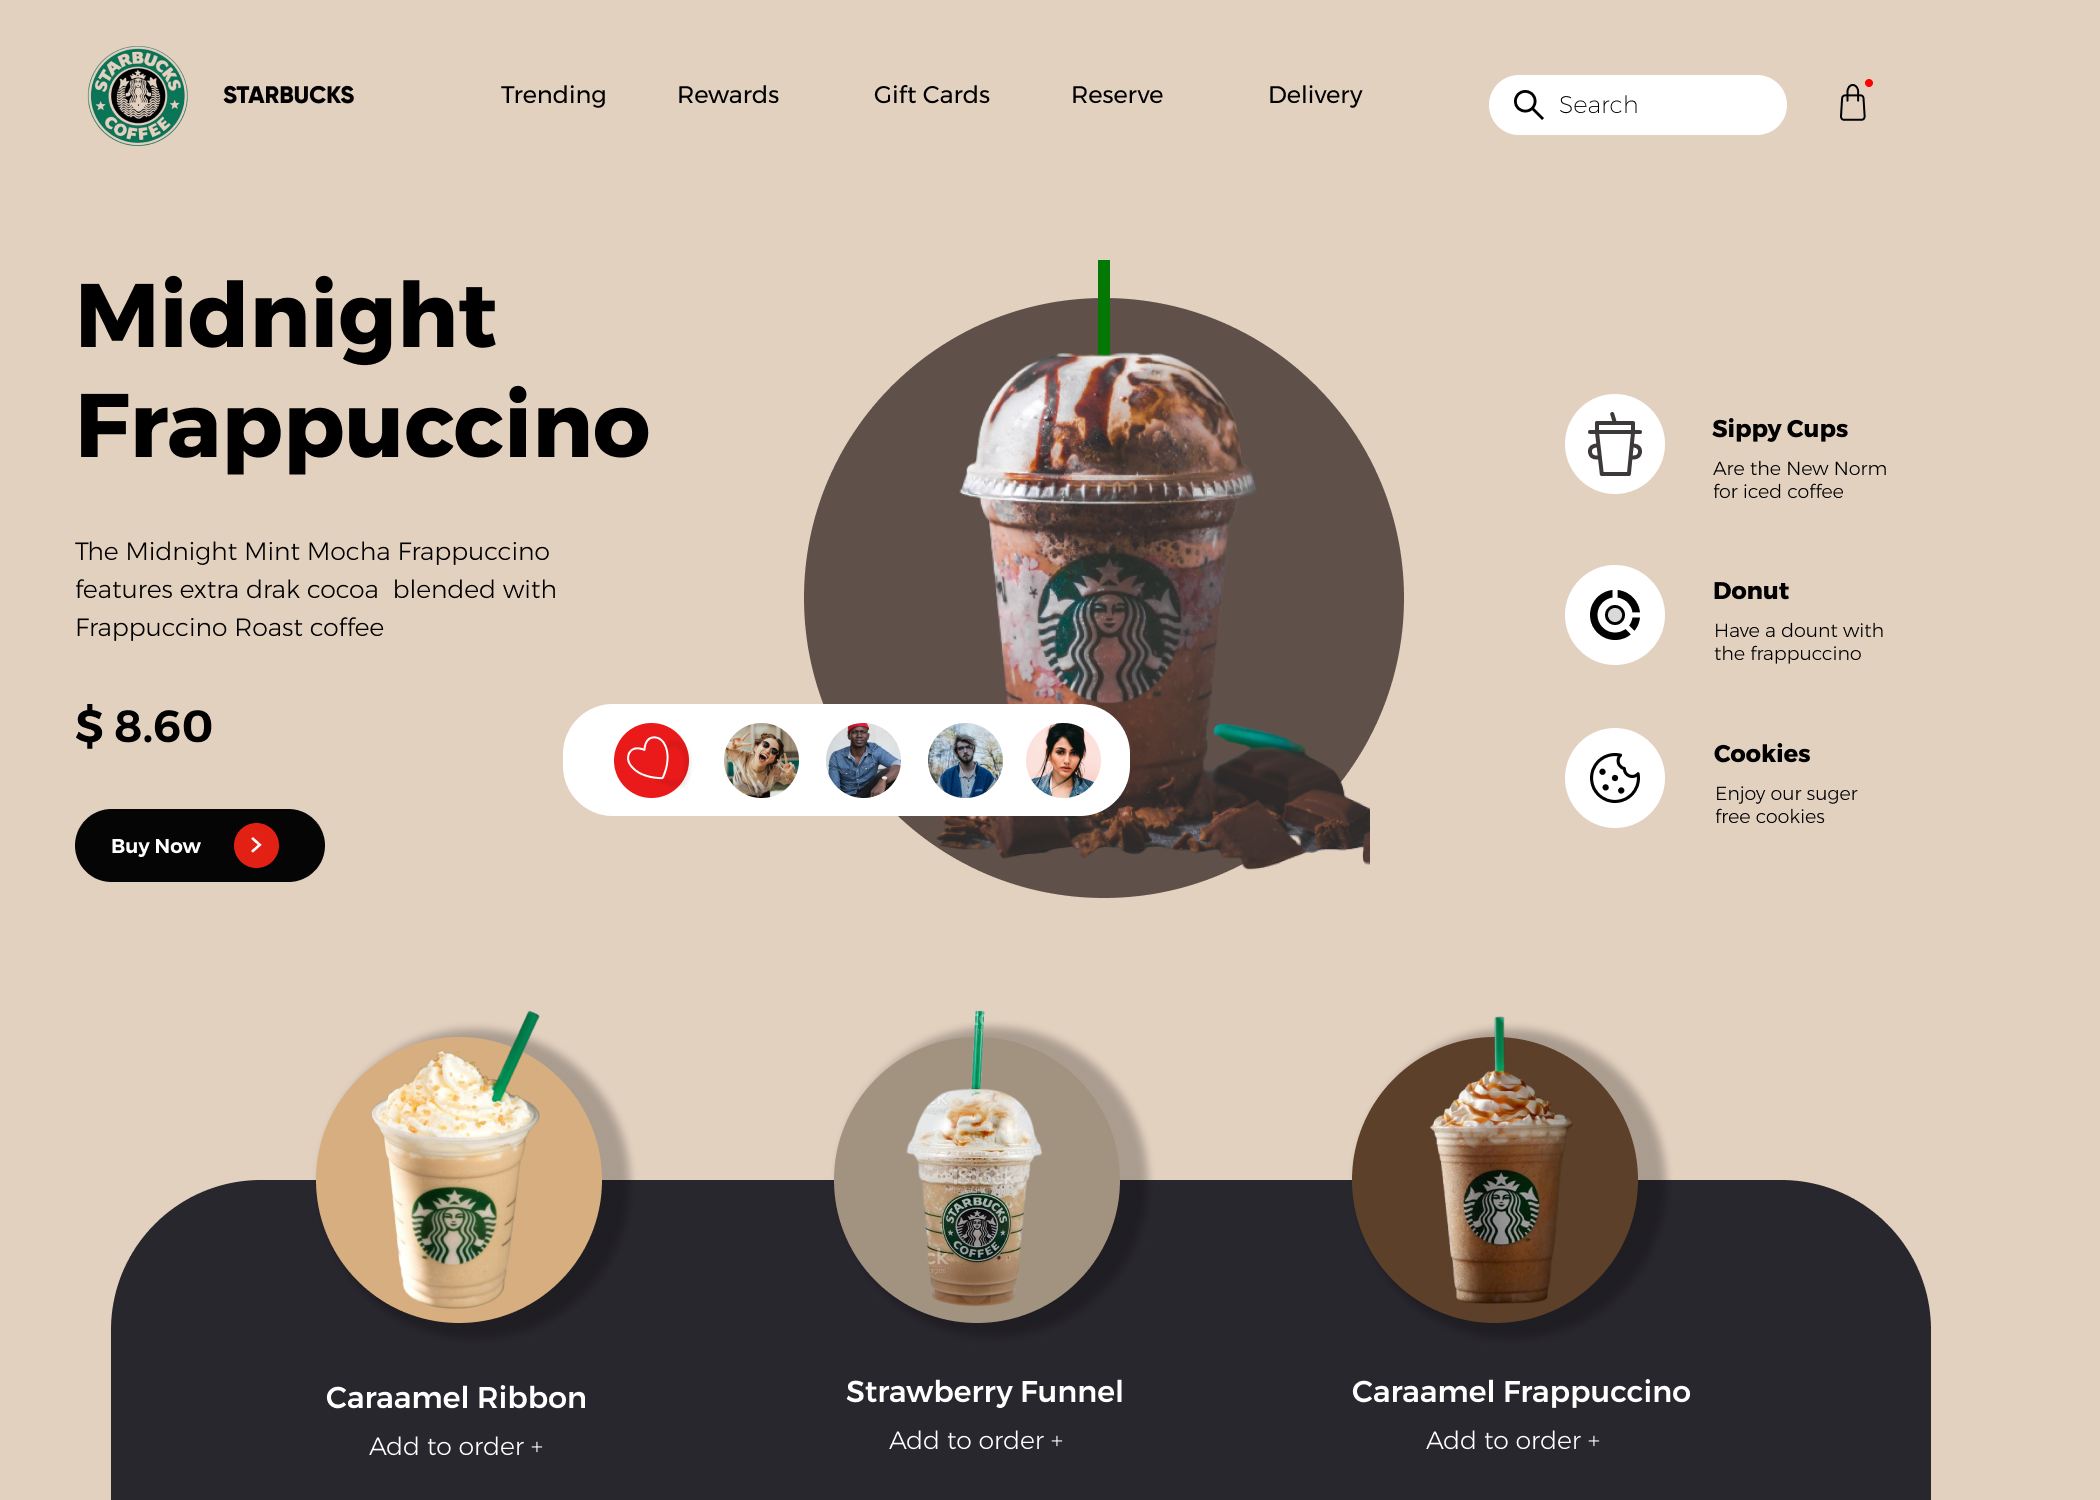 STARBUCKS
COFFEE
STARBUCKS
Trending
Rewards
Gift Cards
Reserve
Delivery
Search
Midnight
Frappuccino
The Midnight Mint Mocha Frappuccino
features extra drak cocoa  blended with
Frappuccino Roast coffee
$ 8.60
Buy Now
Sippy Cups
Are the New Norm
for iced coffee
Donut
Have a dount with
the frappuccino
Cookies
Enjoy our suger
free cookies
STARBUCKS
COFFEE
Caraamel Ribbon
Add to order +
Strawberry Funnel
Add to order +
Caraamel Frappuccino
Add to order +